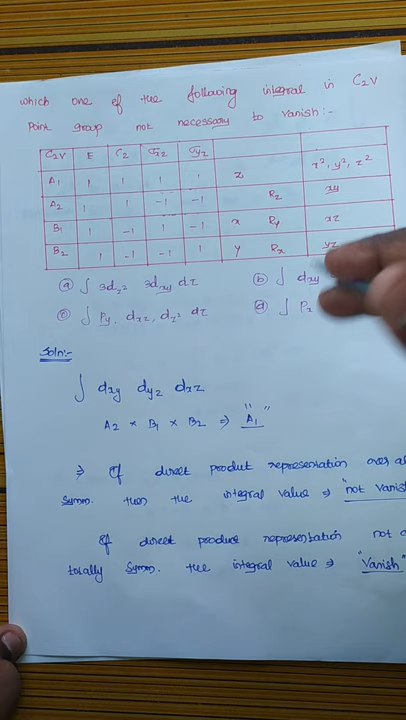 which one of the following integral in C2V
Point group not necessary to vanish:-
C2V E C2 σxz σyz
A1 1 1 1 1 z x², y², z²
A2 1 1 -1 -1 Rz xy
B1 1 -1 1 -1 x Ry xz
B2 1 -1 -1 1 y Rx yz
ⓐ ∫ 3dz² 3dxy dτ ⓑ ∫ dxy
ⓒ ∫ Py, dxz, dz² dτ ⓓ ∫ Px
Soln:-
∫ dxy dyz dxz
A2 × B1 × B2 ⇒ "A1"
⇒ If direct product representation over al
Symm. then the integral value ⇒ "not Vanish
If direct produce representation not
totally Symm. the integral value ⇒ "Vanish"